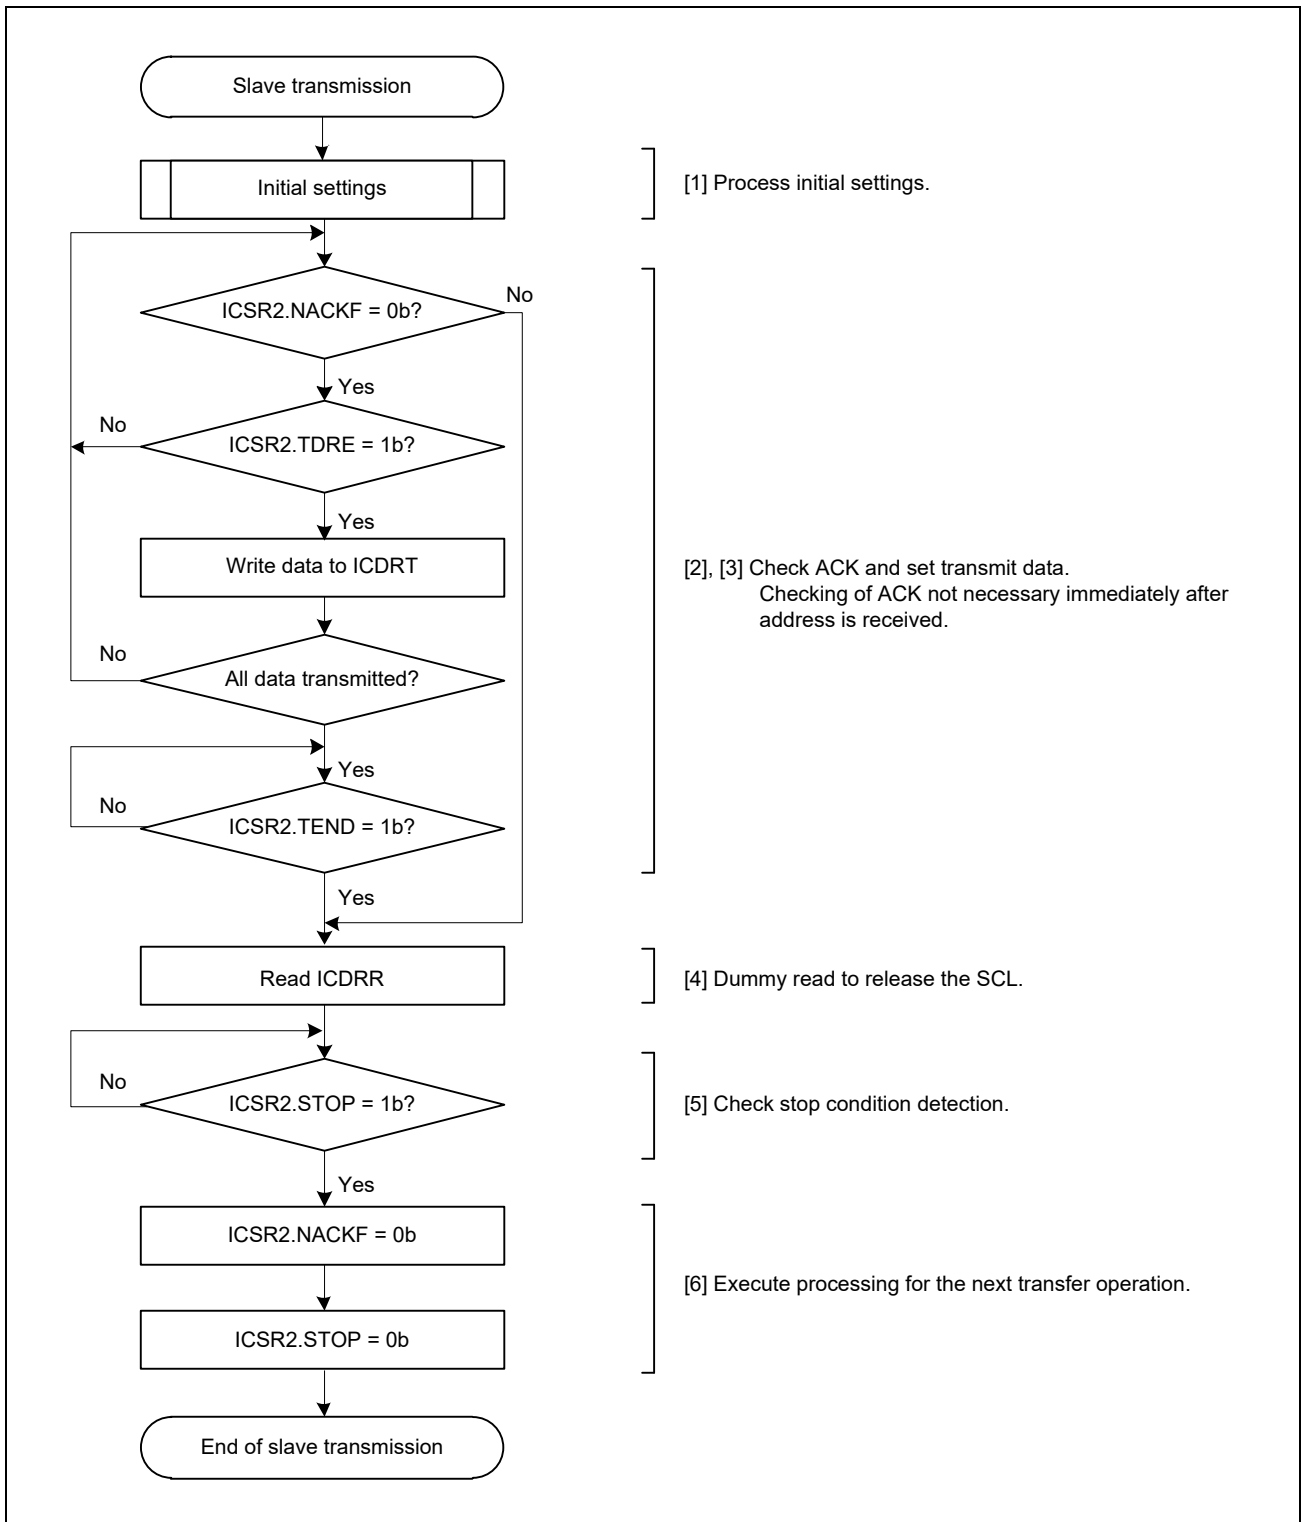 Slave transmission
Initial settings
[1] Process initial settings.
ICSR2.NACKF = 0b?
No
Yes
No
ICSR2.TDRE = 1b?
Yes
Write data to ICDRT
[2], [3] Check ACK and set transmit data.
Checking of ACK not necessary immediately after
address is received.
No
All data transmitted?
Yes
No
ICSR2.TEND = 1b?
Yes
Read ICDRR
[4] Dummy read to release the SCL.
No
ICSR2.STOP = 1b?
[5] Check stop condition detection.
Yes
ICSR2.NACKF = 0b
[6] Execute processing for the next transfer operation.
ICSR2.STOP = 0b
End of slave transmission